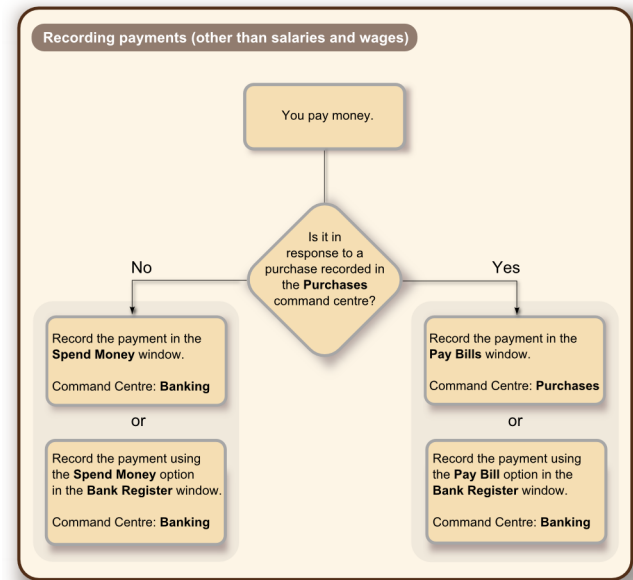 Recording payments (other than salaries and wages)
You pay money.
Is it in
response to a
purchase recorded in
the Purchases
command centre?
No
Yes
Record the payment in the
Spend Money window.
Command Centre: Banking
or
Record the payment using
the Spend Money option
in the Bank Register window.
Command Centre: Banking
Record the payment in the
Pay Bills window.
Command Centre: Purchases
or
Record the payment using
the Pay Bill option in the
Bank Register window.
Command Centre: Banking